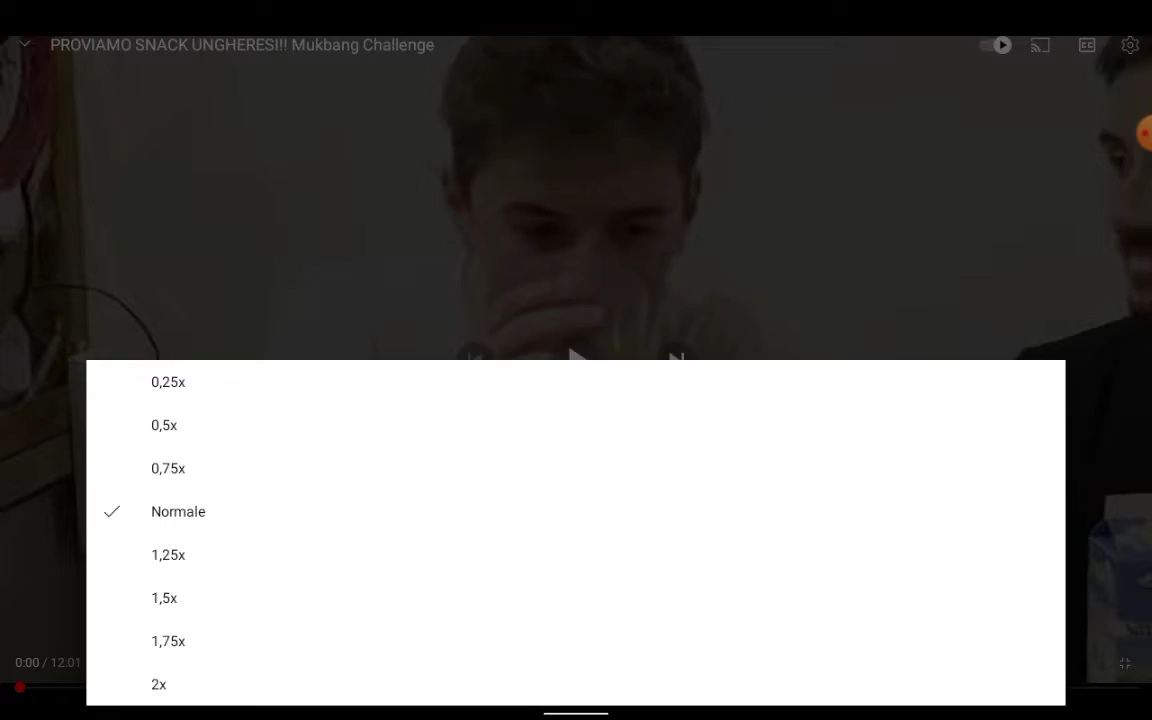 PROVIAMO SNACK UNGHERESI!! Mukbang Challenge
CC
0,25x
0,5x
0,75x
Normale
1,25x
1,5x
1,75x
2x
0:00 / 12:01